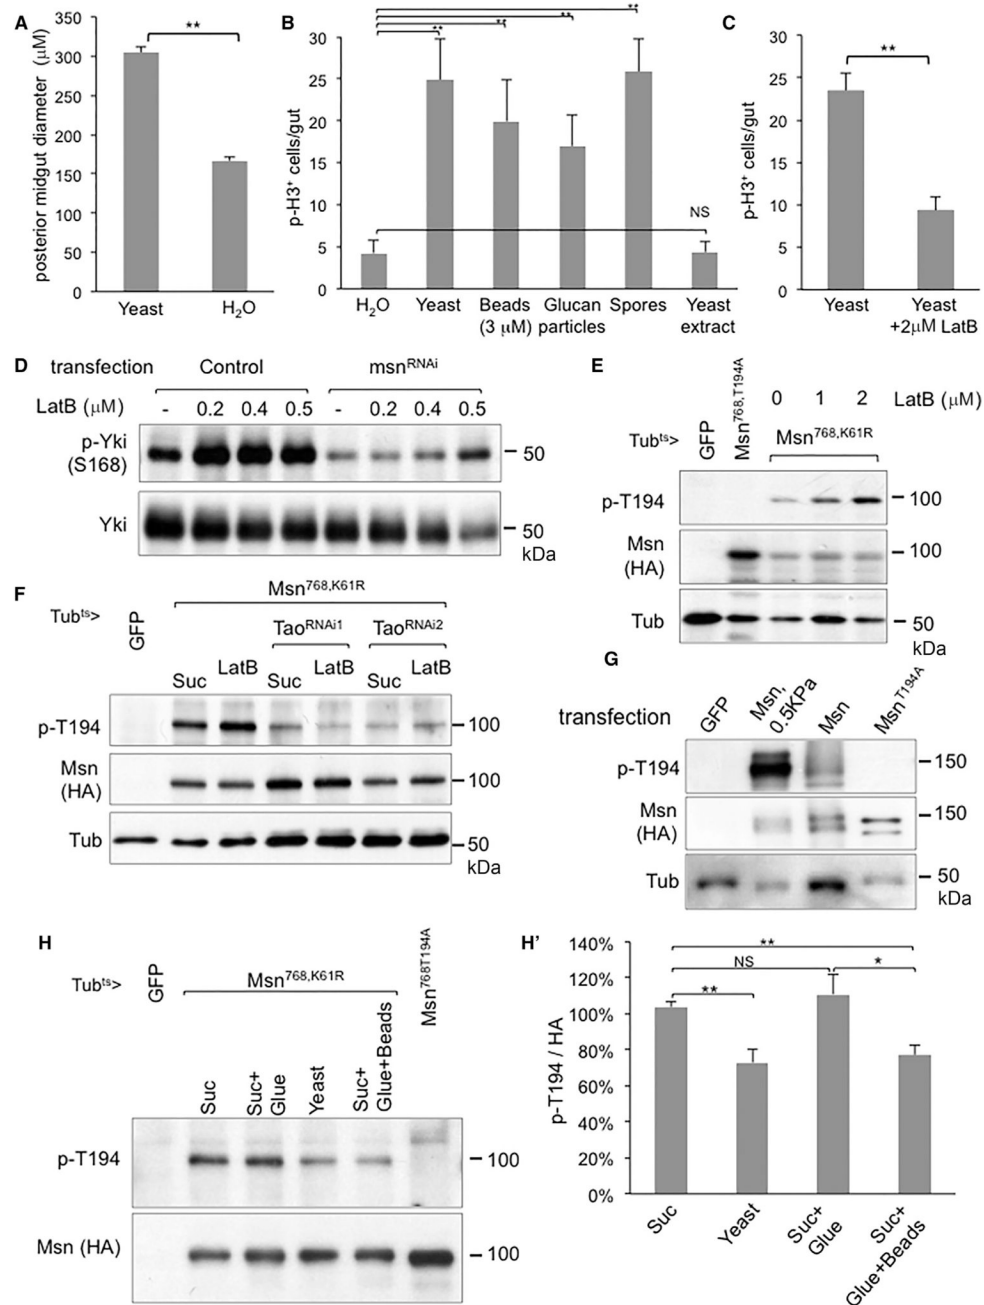 A
posterior midgut diameter (μM)
350
300
250
200
150
100
50
0
**
Yeast
H₂O
B
p-H3⁺ cells/gut
30
25
20
15
10
5
0
**
**
**
**
NS
H₂O
Yeast
Beads
(3 μM)
Glucan
particles
Spores
Yeast
extract
C
p-H3⁺ cells/gut
30
25
20
15
10
5
0
**
Yeast
Yeast
+2μM LatB
D
transfection Control msnᴿᴺᴬⁱ
LatB (μM) - 0.2 0.4 0.5 - 0.2 0.4 0.5
p-Yki
(S168)
50
Yki
50
kDa
E
Tubᵗˢ>
GFP
Msn⁷⁶⁸,ᵀ¹⁹⁴ᴬ
0 1 2 LatB (μM)
Msn⁷⁶⁸,ᴷ⁶¹ᴿ
p-T194
100
Msn
(HA)
100
Tub
50
kDa
F
Msn⁷⁶⁸,ᴷ⁶¹ᴿ
Tubᵗˢ>
GFP
Taoᴿᴺᴬⁱ¹ Taoᴿᴺᴬⁱ²
Suc LatB Suc LatB Suc LatB
p-T194
100
Msn
(HA)
100
Tub
50
kDa
G
transfection
GFP
Msn,
0.5KPa
Msn
Msnᵀ¹⁹⁴ᴬ
p-T194
150
Msn
(HA)
150
Tub
50
kDa
H
Tubᵗˢ>
GFP
Msn⁷⁶⁸,ᴷ⁶¹ᴿ
Msn⁷⁶⁸ᵀ¹⁹⁴ᴬ
Suc
Suc+
Glue
Yeast
Suc+
Glue+Beads
p-T194
100
Msn (HA)
100
H'
p-T194 / HA
140%
120%
100%
80%
60%
40%
20%
0%
**
NS
*
**
Suc
Yeast
Suc+
Glue
Suc+
Glue+Beads